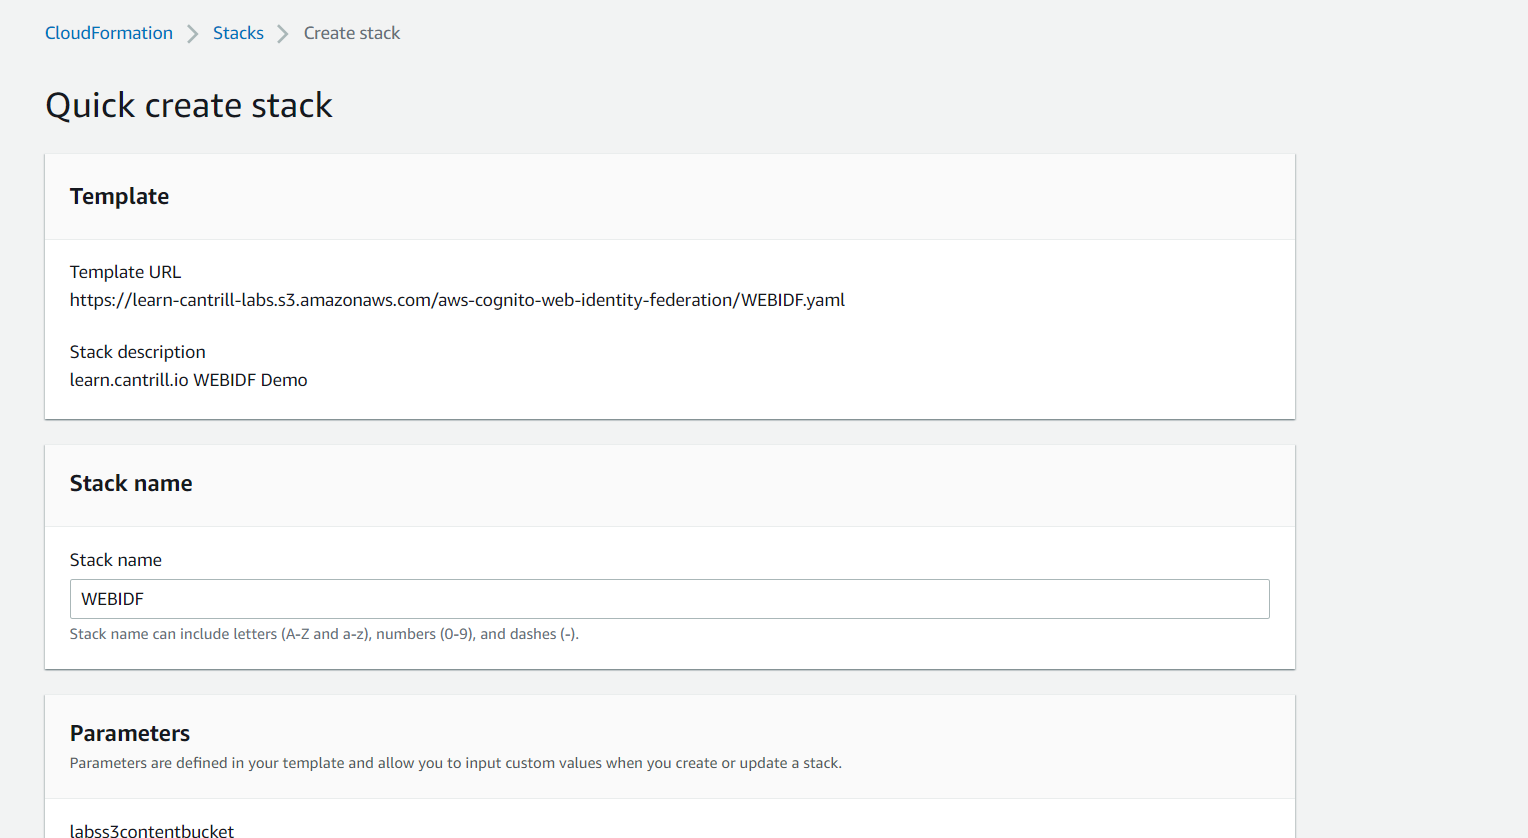 CloudFormation > Stacks > Create stack
Quick create stack
Template
Template URL
https://learn-cantrill-labs.s3.amazonaws.com/aws-cognito-web-identity-federation/WEBIDF.yaml
Stack description
learn.cantrill.io WEBIDF Demo
Stack name
Stack name
WEBIDF
Stack name can include letters (A-Z and a-z), numbers (0-9), and dashes (-).
Parameters
Parameters are defined in your template and allow you to input custom values when you create or update a stack.
labss3contentbucket